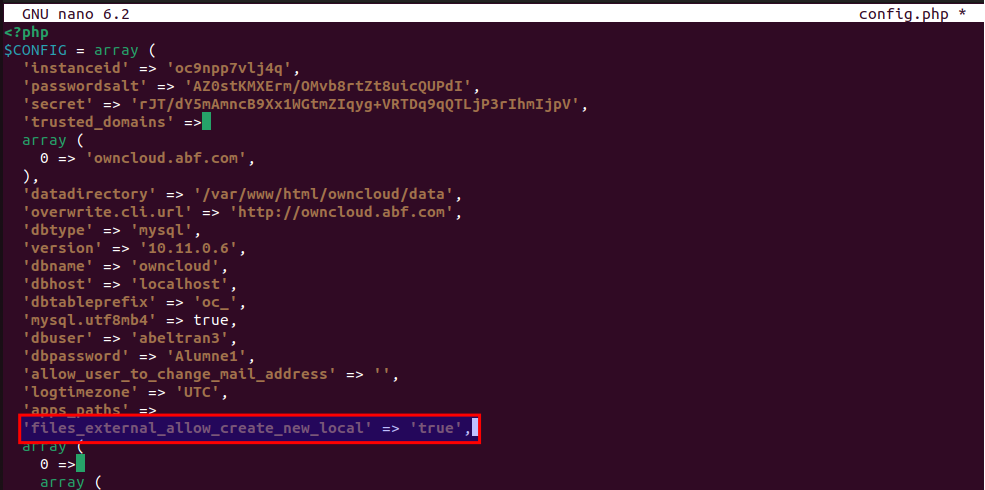 GNU nano 6.2 config.php *
<?php
$CONFIG = array (
'instanceid' => 'oc9npp7vlj4q',
'passwordsalt' => 'AZ0stKMXErm/OMvb8rtZt8uicQUPdI',
'secret' => 'rJT/dY5mAmncB9Xx1WGtmZIqyg+VRTDq9qQTLjP3rIhmIjpV',
'trusted_domains' =>
array (
0 => 'owncloud.abf.com',
),
'datadirectory' => '/var/www/html/owncloud/data',
'overwrite.cli.url' => 'http://owncloud.abf.com',
'dbtype' => 'mysql',
'version' => '10.11.0.6',
'dbname' => 'owncloud',
'dbhost' => 'localhost',
'dbtableprefix' => 'oc_',
'mysql.utf8mb4' => true,
'dbuser' => 'abeltran3',
'dbpassword' => 'Alumne1',
'allow_user_to_change_mail_address' => '',
'logtimezone' => 'UTC',
'apps_paths' =>
'files_external_allow_create_new_local' => 'true',
array (
0 =>
array (